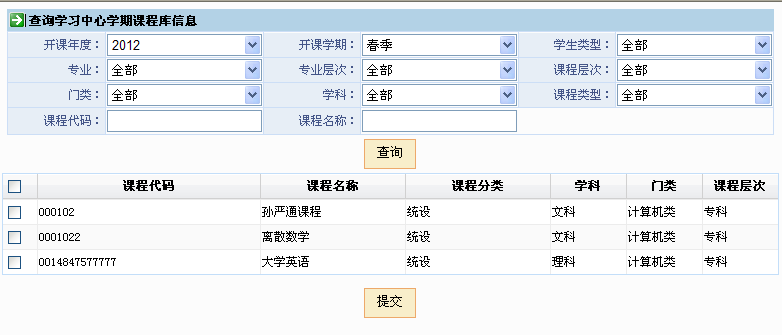 查询学习中心学期课程库信息
开课年度： 2012 开课学期： 春季 学生类型： 全部
专业： 全部 专业层次： 全部 课程层次： 全部
门类： 全部 学科： 全部 课程类型： 全部
课程代码： 课程名称：
查询
课程代码 课程名称 课程分类 学科 门类 课程层次
000102 孙严通课程 统设 文科 计算机类 专科
0001022 离散数学 统设 文科 计算机类 专科
0014847577777 大学英语 统设 理科 计算机类 专科
提交